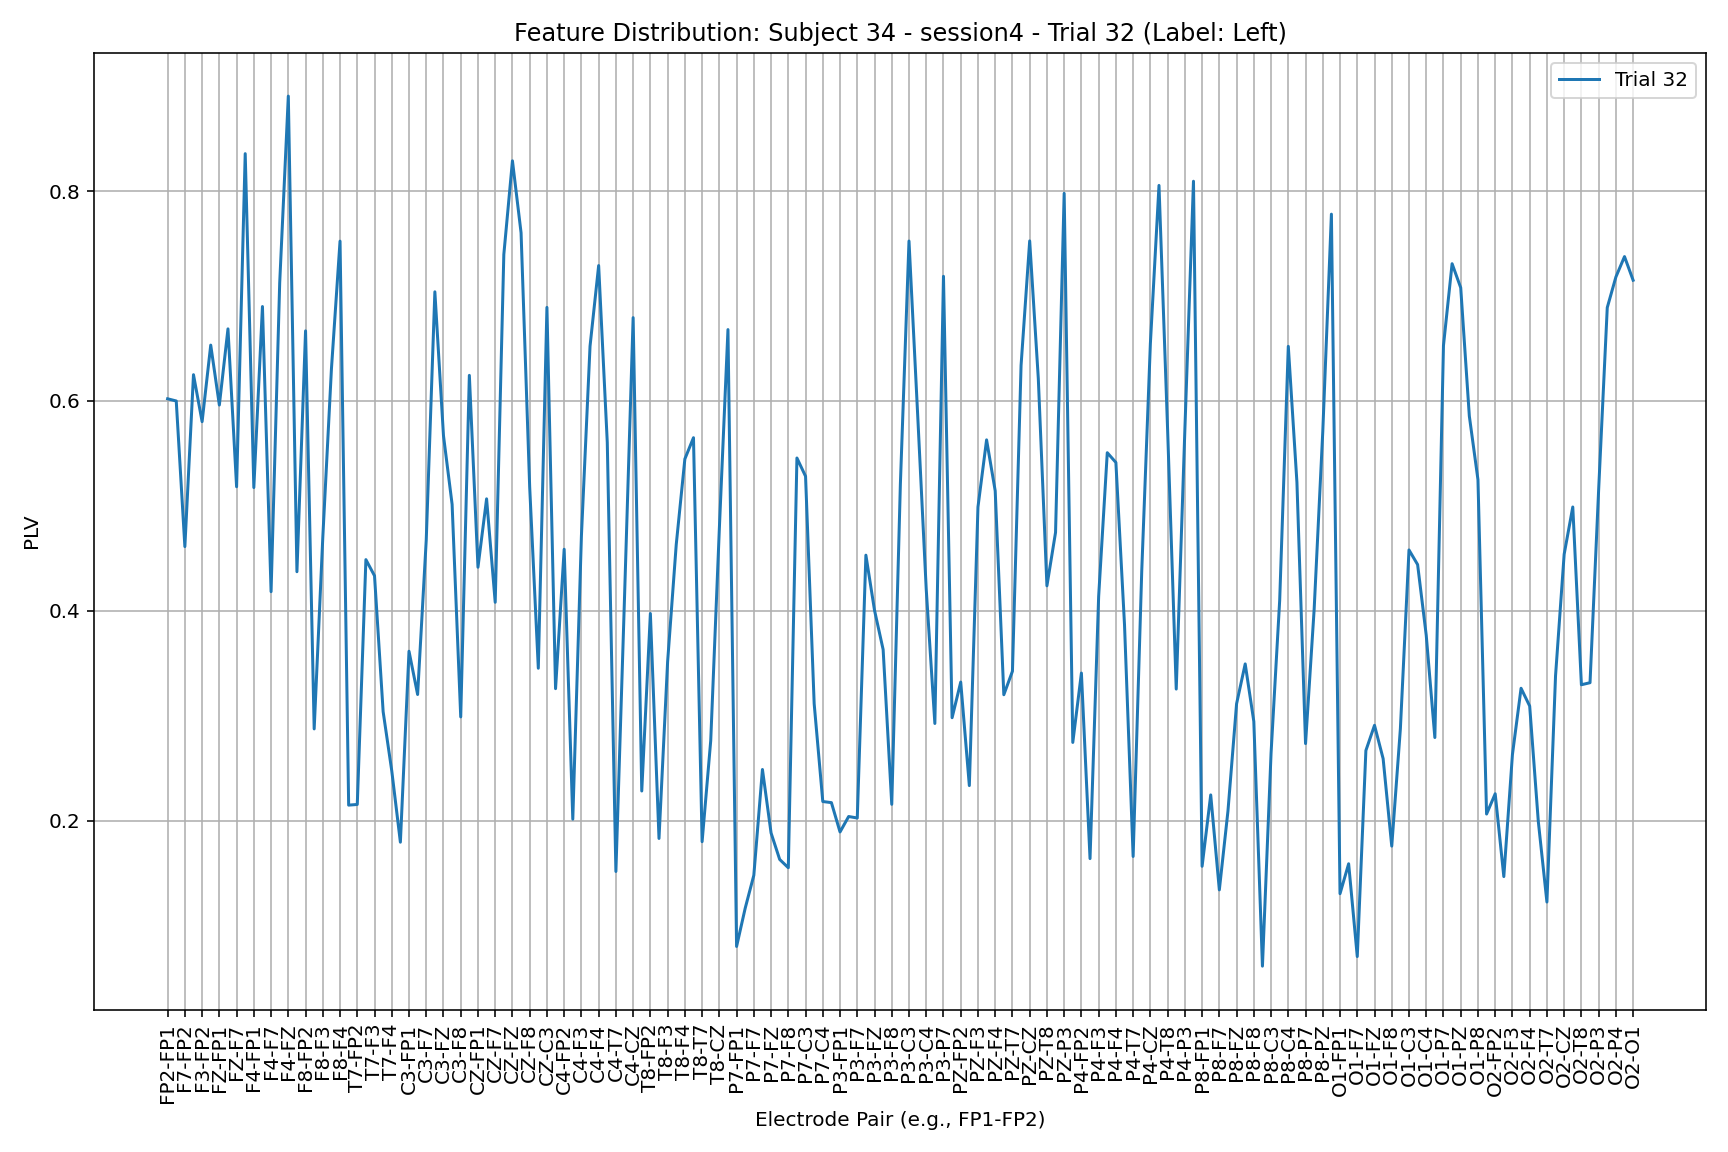 Feature Distribution: Subject 34 - session4 - Trial 32 (Label: Left)
Trial 32
PLV
0.8
0.6
0.4
0.2
FP2-FP1
F7-FP2
F3-FP2
FZ-FP1
FZ-F7
F4-FP1
F4-F7
F4-FZ
F8-FP2
F8-F3
F8-F4
T7-FP2
T7-F3
T7-F4
C3-FP1
C3-F7
C3-FZ
C3-F8
CZ-FP1
CZ-F7
CZ-FZ
CZ-F8
CZ-C3
C4-FP2
C4-F3
C4-F4
C4-T7
C4-CZ
T8-FP2
T8-F3
T8-F4
T8-T7
T8-CZ
P7-FP1
P7-F7
P7-FZ
P7-F8
P7-C3
P7-C4
P3-FP1
P3-F7
P3-FZ
P3-F8
P3-C3
P3-C4
P3-P7
PZ-FP2
PZ-F3
PZ-F4
PZ-T7
PZ-CZ
PZ-T8
PZ-P3
P4-FP2
P4-F3
P4-F4
P4-T7
P4-CZ
P4-T8
P4-P3
P8-FP1
P8-F7
P8-FZ
P8-F8
P8-C3
P8-C4
P8-P7
P8-PZ
O1-FP1
O1-F7
O1-FZ
O1-F8
O1-C3
O1-C4
O1-P7
O1-PZ
O1-P8
O2-FP2
O2-F3
O2-F4
O2-T7
O2-CZ
O2-T8
O2-P3
O2-P4
O2-O1
Electrode Pair (e.g., FP1-FP2)